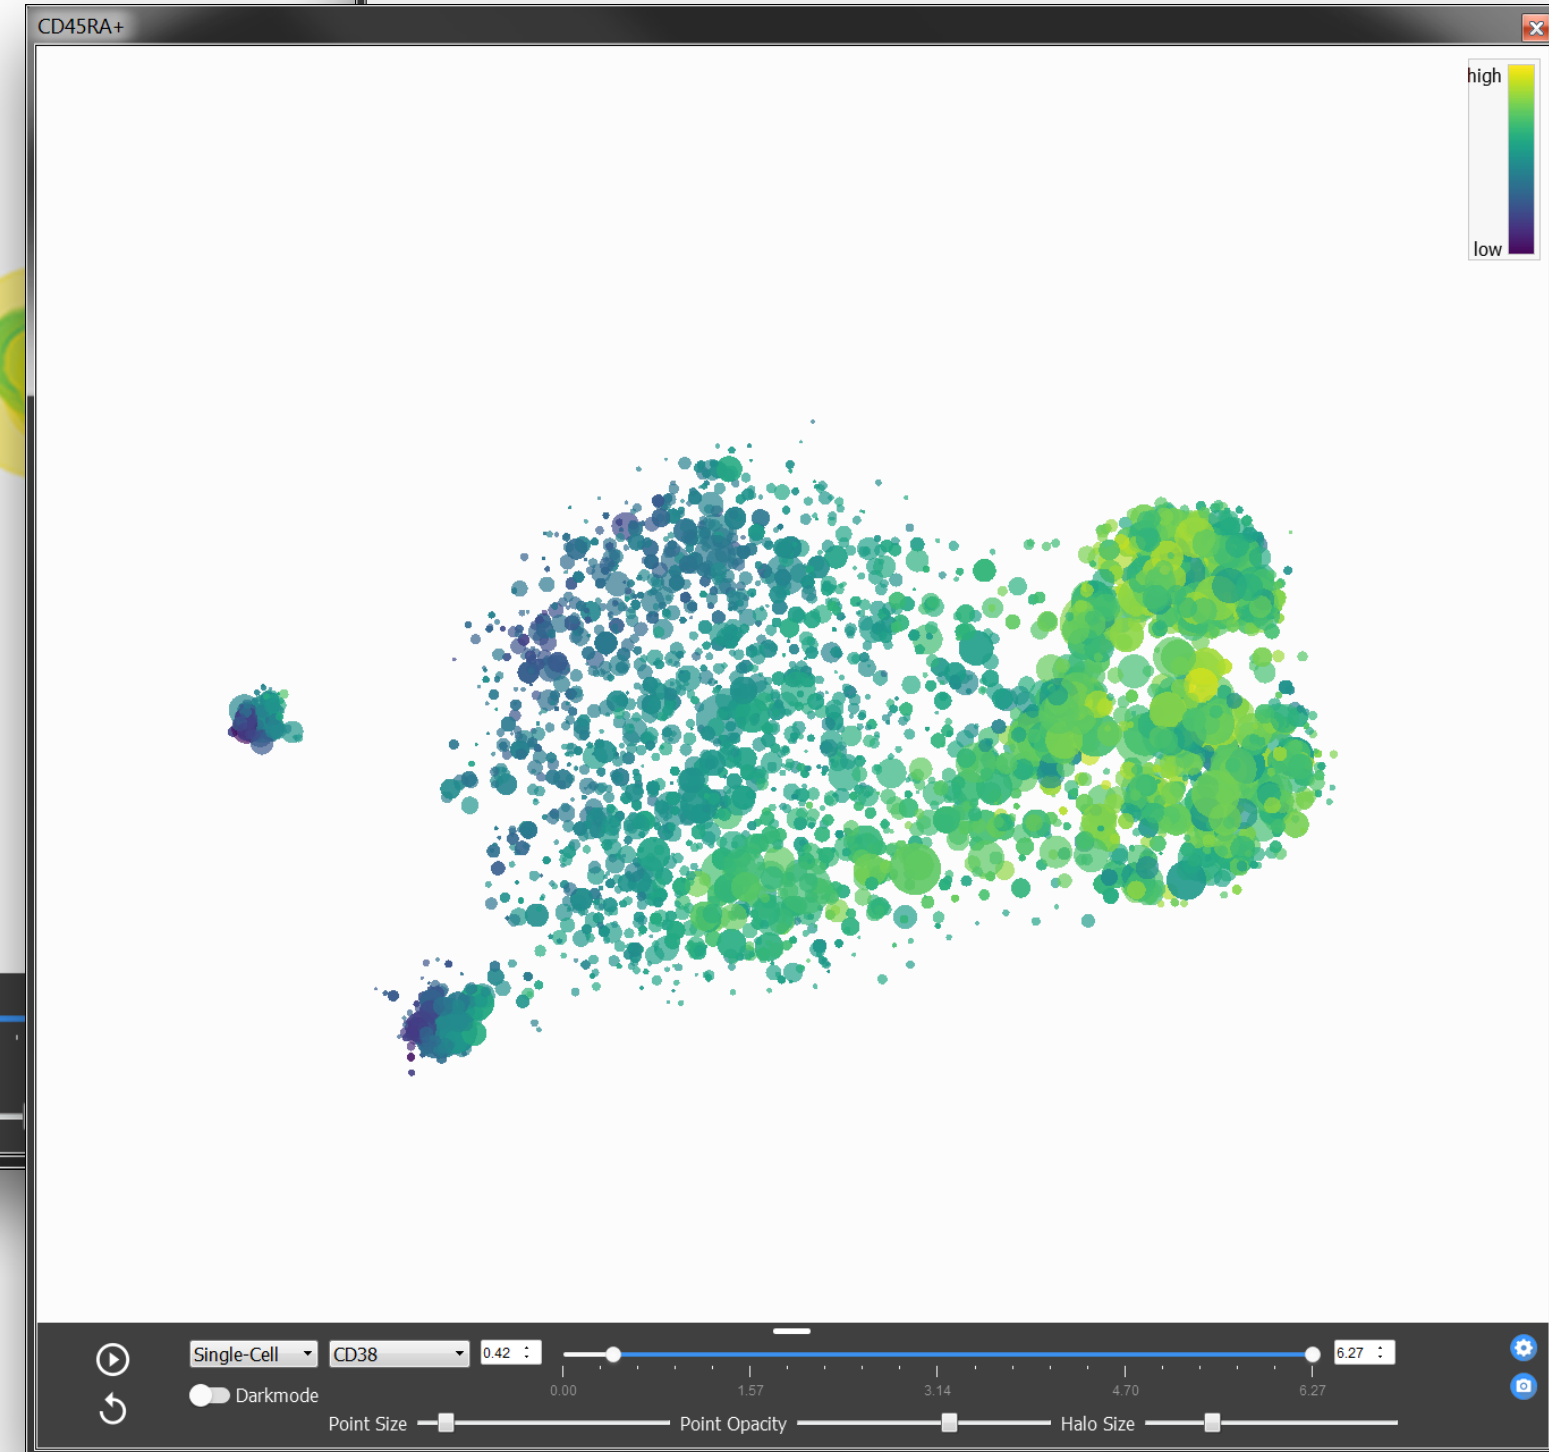 CD45RA+
high
low
Single-Cell CD38 0.42 6.27
0.00 1.57 3.14 4.70 6.27
Darkmode
Point Size Point Opacity Halo Size